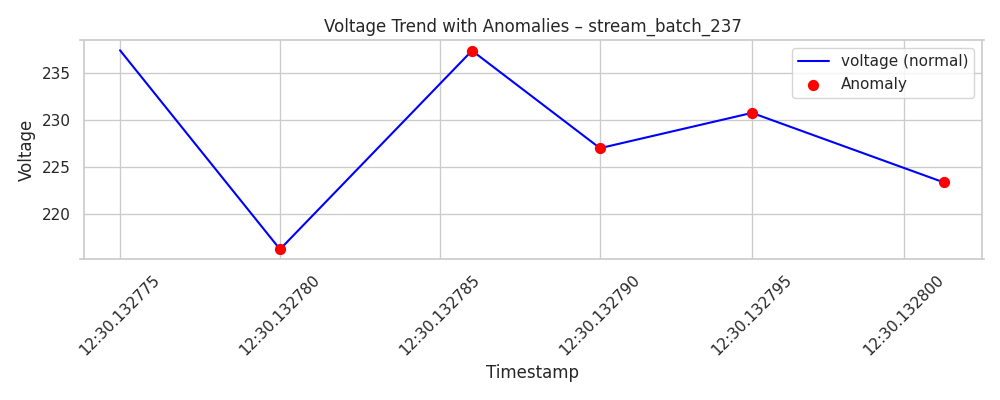 Voltage Trend with Anomalies – stream_batch_237
voltage (normal)
Anomaly
Voltage
235
230
225
220
12:30.132775
12:30.132780
12:30.132785
12:30.132790
12:30.132795
12:30.132800
Timestamp